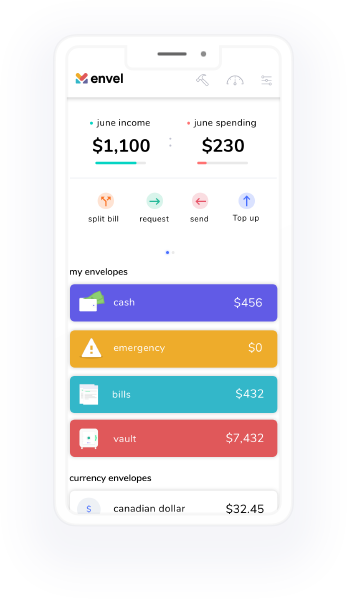 envel
june income
june spending
$1,100 : $230
split bill
request
send
Top up
my envelopes
cash $456
emergency $0
bills $432
vault $7,432
currency envelopes
$ canadian dollar $32.45